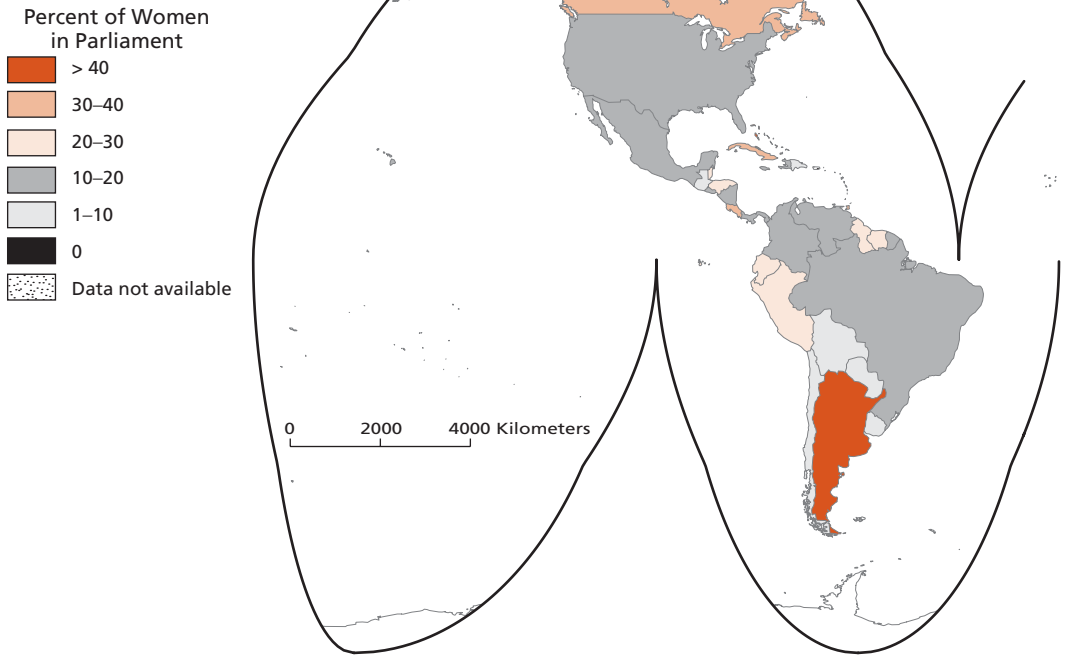 Percent of Women
in Parliament
> 40
30–40
20–30
10–20
1–10
0
Data not available
0 2000 4000 Kilometers